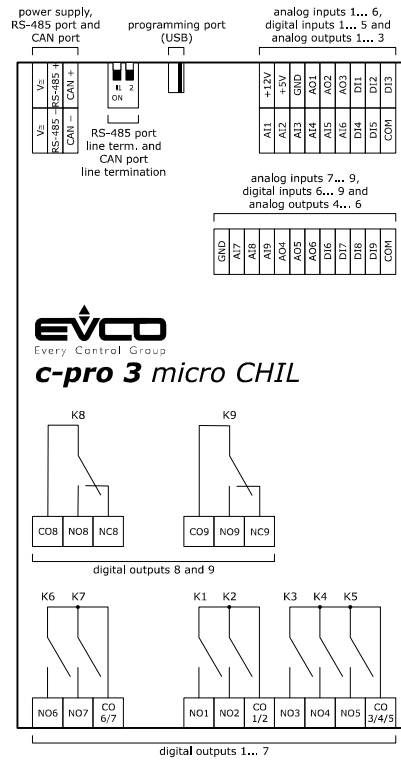 power supply,
RS-485 port and
CAN port
programming port
(USB)
analog inputs 1... 6,
digital inputs 1... 5 and
analog outputs 1... 3
V≂ RS-485 + CAN +
V≂ RS-485 − CAN −
1 2
ON
RS-485 port
line term. and
CAN port
line termination
+12V +5V GND AO1 AO2 AO3 DI1 DI2 DI3
AI1 AI2 AI3 AI4 AI5 AI6 DI4 DI5 COM
analog inputs 7... 9,
digital inputs 6... 9 and
analog outputs 4... 6
GND AI7 AI8 AI9 AO4 AO5 AO6 DI6 DI7 DI8 DI9 COM
EVCO
Every Control Group
c-pro 3 micro CHIL
K8 K9
CO8 NO8 NC8 CO9 NO9 NC9
digital outputs 8 and 9
K6 K7 K1 K2 K3 K4 K5
NO6 NO7 CO 6/7 NO1 NO2 CO 1/2 NO3 NO4 NO5 CO 3/4/5
digital outputs 1... 7